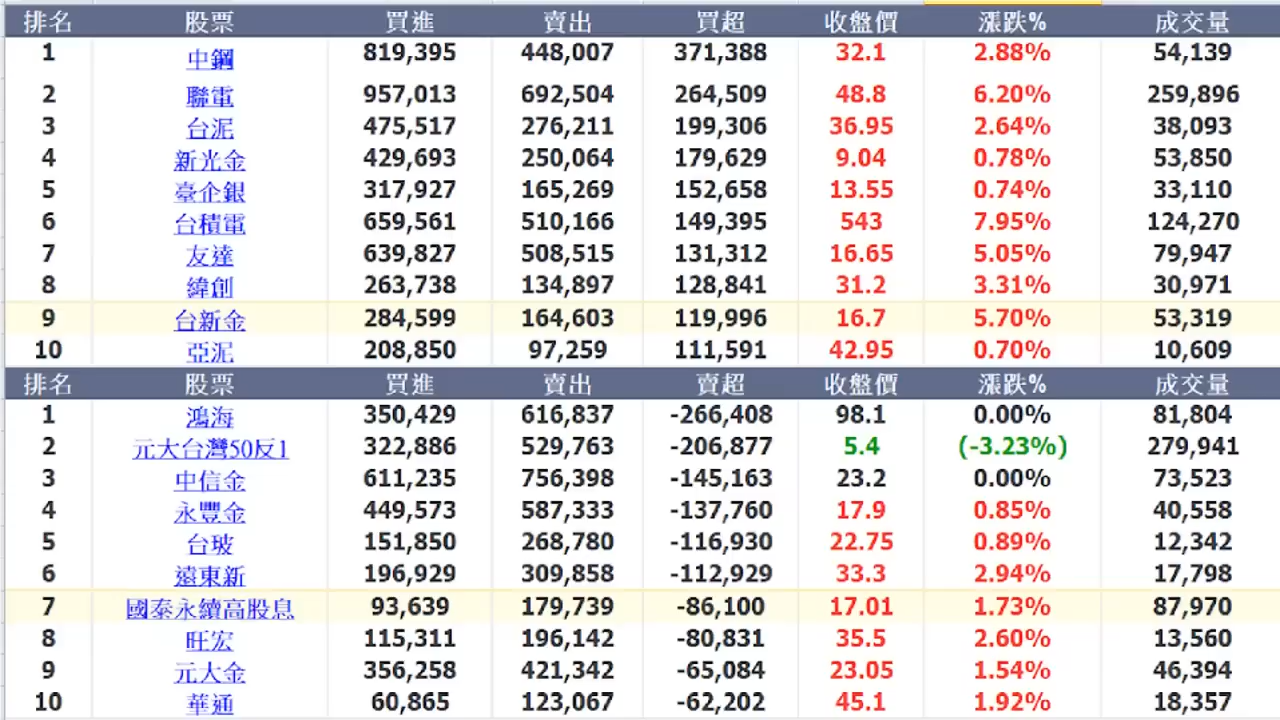 排名 股票 買進 賣出 買超 收盤價 漲跌% 成交量
1 中鋼 819,395 448,007 371,388 32.1 2.88% 54,139
2 聯電 957,013 692,504 264,509 48.8 6.20% 259,896
3 台泥 475,517 276,211 199,306 36.95 2.64% 38,093
4 新光金 429,693 250,064 179,629 9.04 0.78% 53,850
5 臺企銀 317,927 165,269 152,658 13.55 0.74% 33,110
6 台積電 659,561 510,166 149,395 543 7.95% 124,270
7 友達 639,827 508,515 131,312 16.65 5.05% 79,947
8 緯創 263,738 134,897 128,841 31.2 3.31% 30,971
9 台新金 284,599 164,603 119,996 16.7 5.70% 53,319
10 亞泥 208,850 97,259 111,591 42.95 0.70% 10,609
排名 股票 買進 賣出 賣超 收盤價 漲跌% 成交量
1 鴻海 350,429 616,837 -266,408 98.1 0.00% 81,804
2 元大台灣50反1 322,886 529,763 -206,877 5.4 (-3.23%) 279,941
3 中信金 611,235 756,398 -145,163 23.2 0.00% 73,523
4 永豐金 449,573 587,333 -137,760 17.9 0.85% 40,558
5 台玻 151,850 268,780 -116,930 22.75 0.89% 12,342
6 遠東新 196,929 309,858 -112,929 33.3 2.94% 17,798
7 國泰永續高股息 93,639 179,739 -86,100 17.01 1.73% 87,970
8 旺宏 115,311 196,142 -80,831 35.5 2.60% 13,560
9 元大金 356,258 421,342 -65,084 23.05 1.54% 46,394
10 華通 60,865 123,067 -62,202 45.1 1.92% 18,357